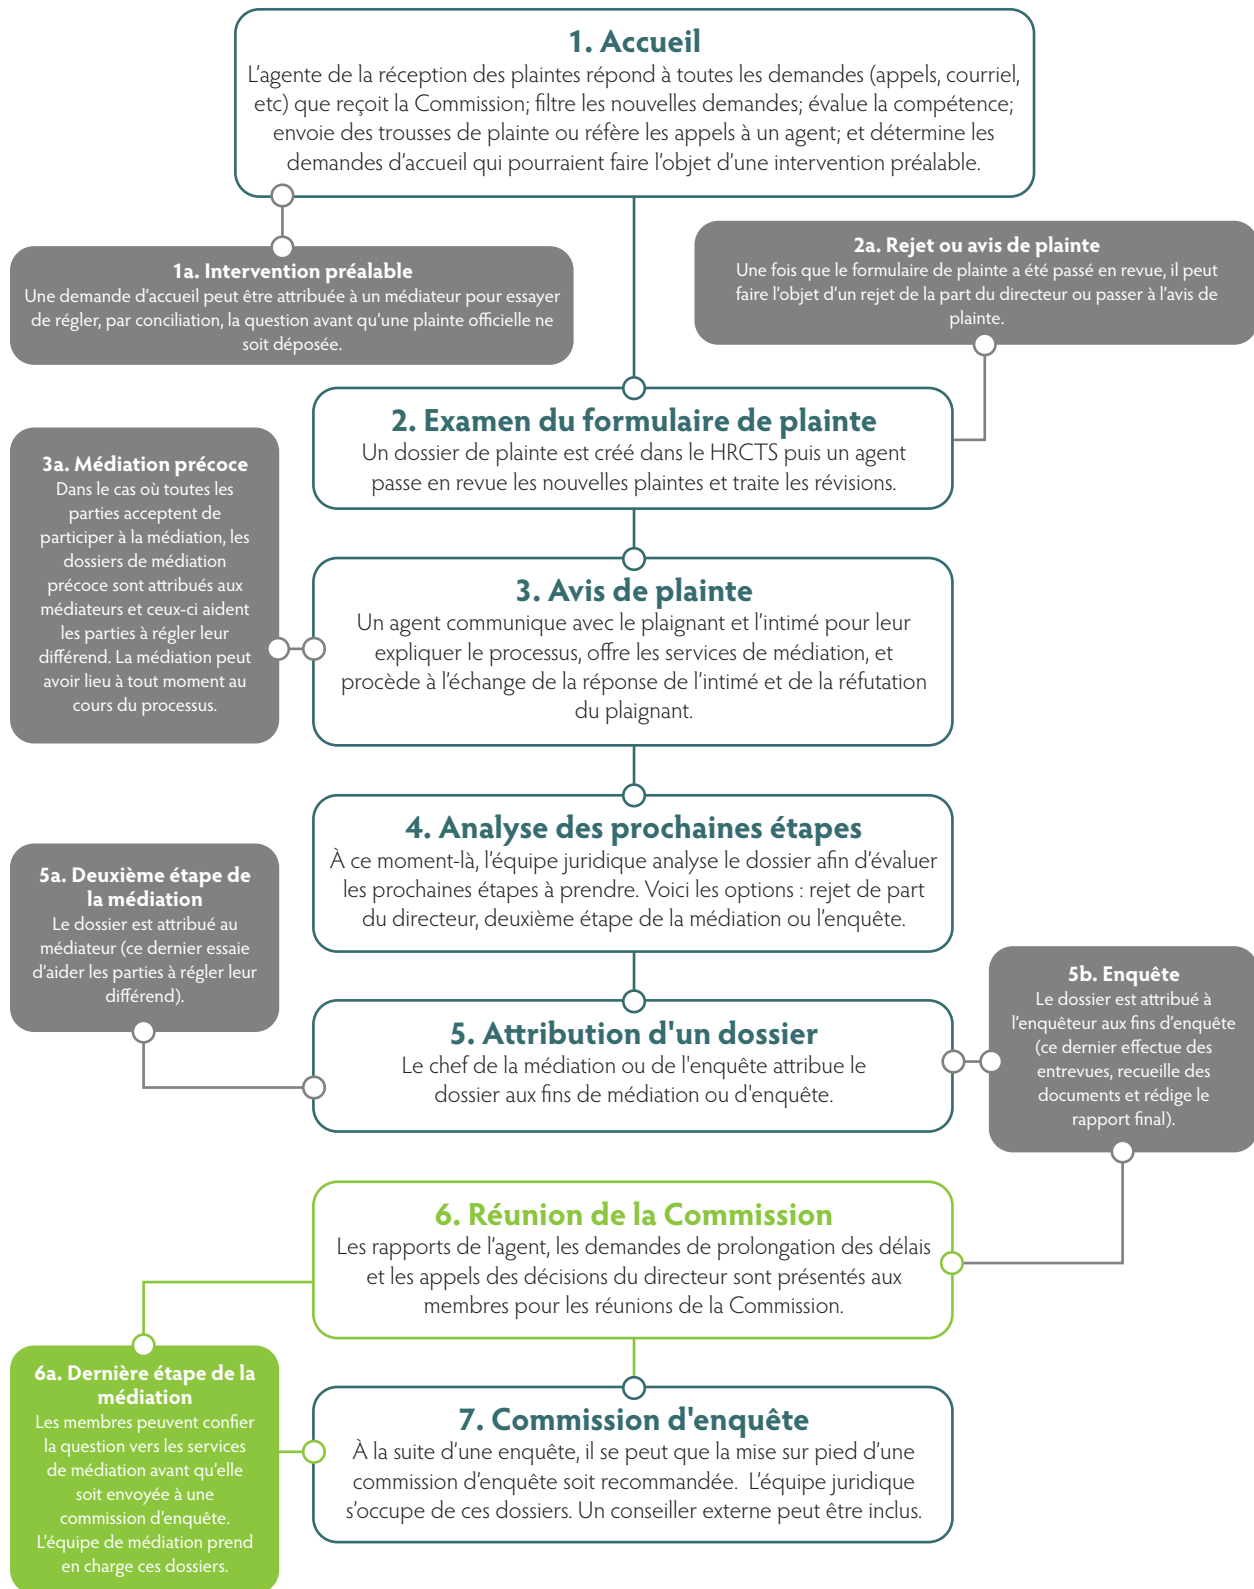 1. Accueil
L'agente de la réception des plaintes répond à toutes les demandes (appels, courriel,
etc) que reçoit la Commission; filtre les nouvelles demandes; évalue la compétence;
envoie des trousses de plainte ou réfère les appels à un agent; et détermine les
demandes d'accueil qui pourraient faire l'objet d'une intervention préalable.
1a. Intervention préalable
Une demande d'accueil peut être attribuée à un médiateur pour essayer
de régler, par conciliation, la question avant qu'une plainte officielle ne
soit déposée.
2a. Rejet ou avis de plainte
Une fois que le formulaire de plainte a été passé en revue, il peut
faire l'objet d'un rejet de la part du directeur ou passer à l'avis de
plainte.
2. Examen du formulaire de plainte
Un dossier de plainte est créé dans le HRCTS puis un agent
passe en revue les nouvelles plaintes et traite les révisions.
3a. Médiation précoce
Dans le cas où toutes les
parties acceptent de
participer à la médiation, les
dossiers de médiation
précoce sont attribués aux
médiateurs et ceux-ci aident
les parties à régler leur
différend. La médiation peut
avoir lieu à tout moment au
cours du processus.
3. Avis de plainte
Un agent communique avec le plaignant et l'intimé pour leur
expliquer le processus, offre les services de médiation, et
procède à l'échange de la réponse de l'intimé et de la réfutation
du plaignant.
4. Analyse des prochaines étapes
À ce moment-là, l'équipe juridique analyse le dossier afin d'évaluer
les prochaines étapes à prendre. Voici les options : rejet de part
du directeur, deuxième étape de la médiation ou l'enquête.
5a. Deuxième étape de
la médiation
Le dossier est attribué au
médiateur (ce dernier essaie
d'aider les parties à régler leur
différend).
5. Attribution d'un dossier
Le chef de la médiation ou de l'enquête attribue le
dossier aux fins de médiation ou d'enquête.
5b. Enquête
Le dossier est attribué à
l'enquêteur aux fins d'enquête
(ce dernier effectue des
entrevues, recueille des
documents et rédige le
rapport final).
6. Réunion de la Commission
Les rapports de l'agent, les demandes de prolongation des délais
et les appels des décisions du directeur sont présentés aux
membres pour les réunions de la Commission.
6a. Dernière étape de la
médiation
Les membres peuvent confier
la question vers les services
de médiation avant qu'elle
soit envoyée à une
commission d'enquête.
L'équipe de médiation prend
en charge ces dossiers.
7. Commission d'enquête
À la suite d'une enquête, il se peut que la mise sur pied d'une
commission d'enquête soit recommandée. L'équipe juridique
s'occupe de ces dossiers. Un conseiller externe peut être inclus.